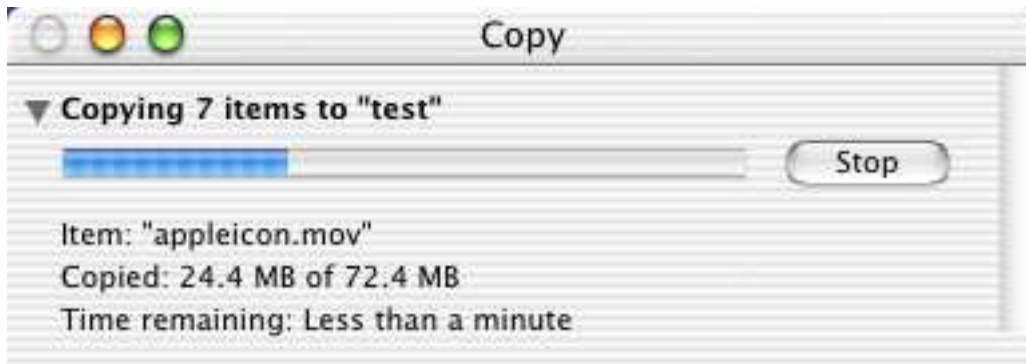 Copy
Copying 7 items to "test"
Stop
Item: "appleicon.mov"
Copied: 24.4 MB of 72.4 MB
Time remaining: Less than a minute